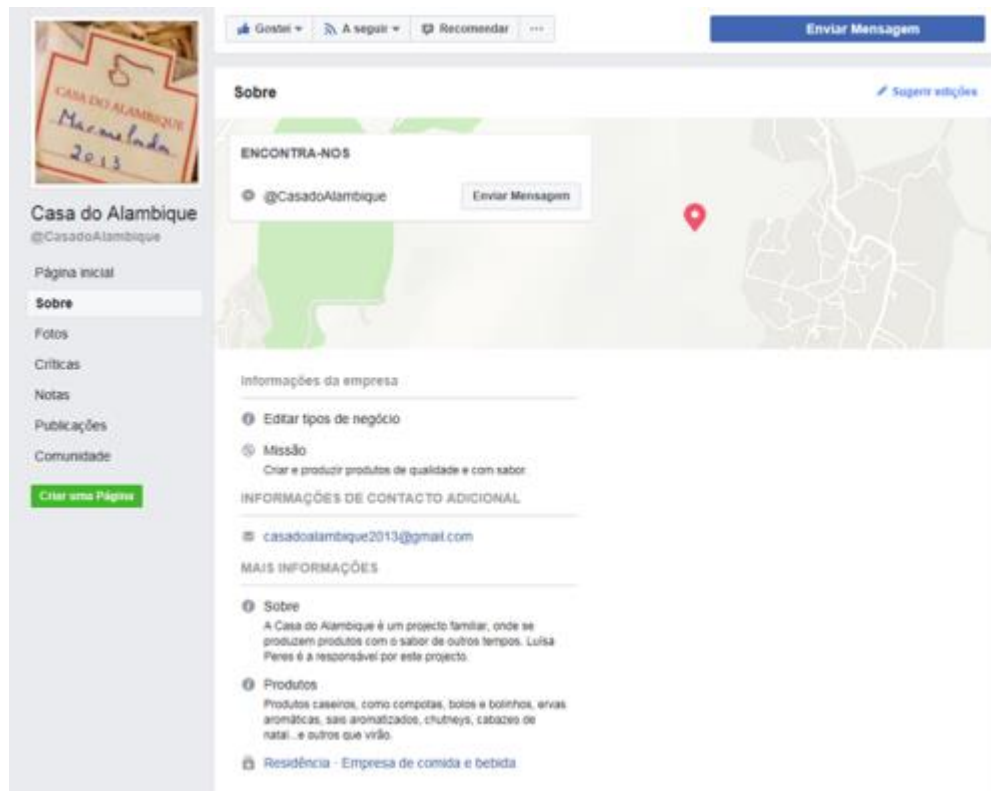 Gostei
A seguir
Recomendar
...
Enviar Mensagem
CASA DO ALAMBIQUE
Marmelada
2013
Casa do Alambique
@CasadoAlambique
Página inicial
Sobre
Fotos
Críticas
Notas
Publicações
Comunidade
Criar uma Página
Sobre
Sugerir edições
ENCONTRA-NOS
@CasadoAlambique
Enviar Mensagem
Informações da empresa
Editar tipos de negócio
Missão
Criar e produzir produtos de qualidade e com sabor.
INFORMAÇÕES DE CONTACTO ADICIONAL
casadoalambique2013@gmail.com
MAIS INFORMAÇÕES
Sobre
A Casa do Alambique é um projecto familiar, onde se
produzem produtos com o sabor de outros tempos. Luísa
Peres é a responsável por este projecto.
Produtos
Produtos caseiros, como compotas, bolos e bolinhos, ervas
aromáticas, sais aromatizados, chutneys, cabazes de
natal...e outros que virão.
Residência · Empresa de comida e bebida